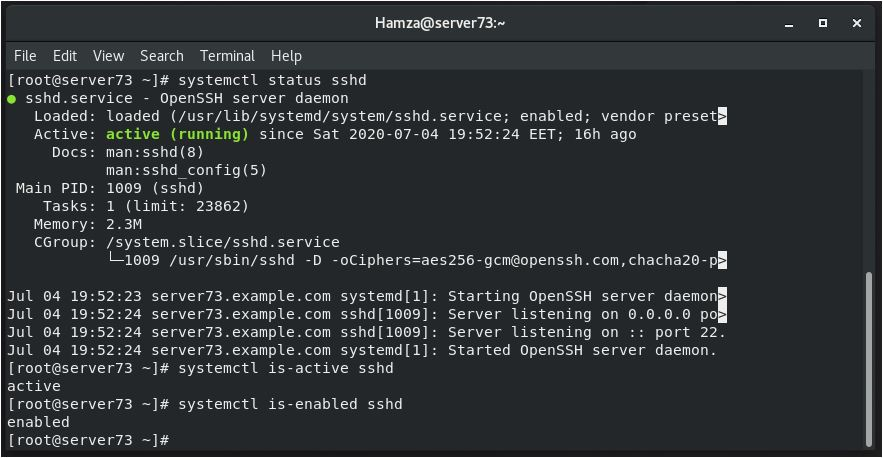 Hamza@server73:~
File Edit View Search Terminal Help
[root@server73 ~]# systemctl status sshd
● sshd.service - OpenSSH server daemon
   Loaded: loaded (/usr/lib/systemd/system/sshd.service; enabled; vendor preset>
   Active: active (running) since Sat 2020-07-04 19:52:24 EET; 16h ago
     Docs: man:sshd(8)
           man:sshd_config(5)
 Main PID: 1009 (sshd)
    Tasks: 1 (limit: 23862)
   Memory: 2.3M
   CGroup: /system.slice/sshd.service
           └─1009 /usr/sbin/sshd -D -oCiphers=aes256-gcm@openssh.com,chacha20-p>

Jul 04 19:52:23 server73.example.com systemd[1]: Starting OpenSSH server daemon>
Jul 04 19:52:24 server73.example.com sshd[1009]: Server listening on 0.0.0.0 po>
Jul 04 19:52:24 server73.example.com sshd[1009]: Server listening on :: port 22.
Jul 04 19:52:24 server73.example.com systemd[1]: Started OpenSSH server daemon.
[root@server73 ~]# systemctl is-active sshd
active
[root@server73 ~]# systemctl is-enabled sshd
enabled
[root@server73 ~]#